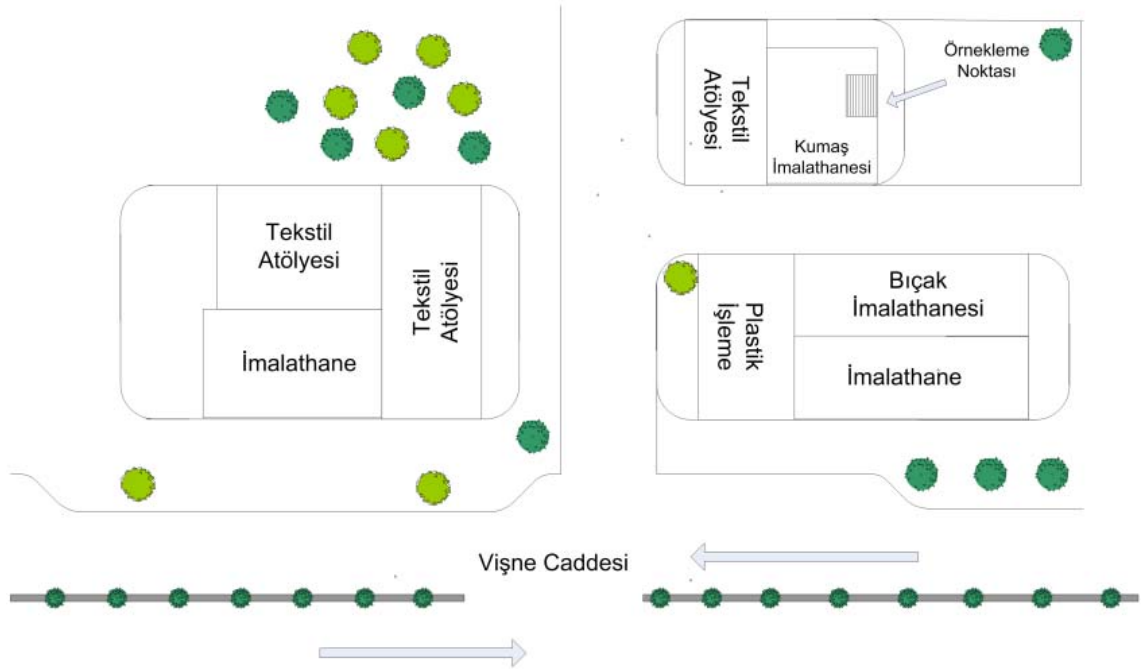 Örnekleme
Noktası
Tekstil
Atölyesi
Kumaş
İmalathanesi
Tekstil
Atölyesi
Tekstil
Atölyesi
İmalathane
Plastik
İşleme
Bıçak
İmalathanesi
İmalathane
Vişne Caddesi